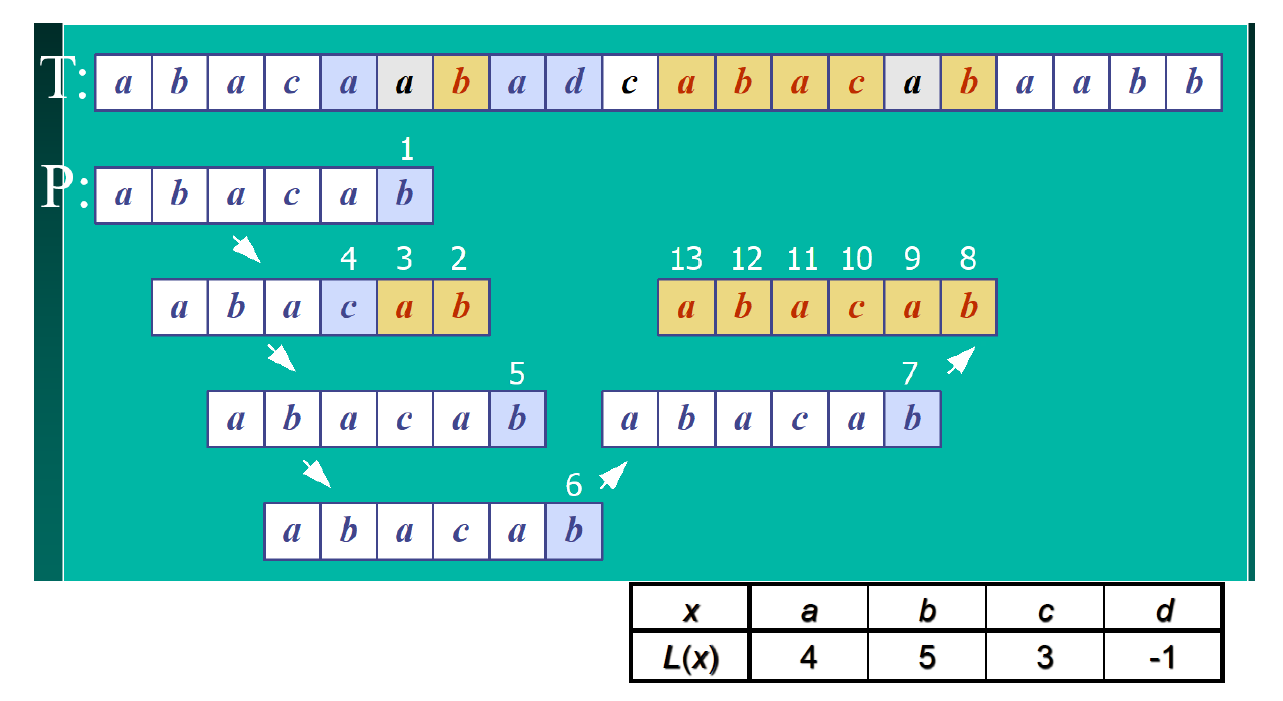 T: a b a c a a b a d c a b a c a b a a b b
1
P: a b a c a b
4 3 2 13 12 11 10 9 8
a b a c a b a b a c a b
5 7
a b a c a b a b a c a b
6
a b a c a b
x a b c d
L(x) 4 5 3 -1